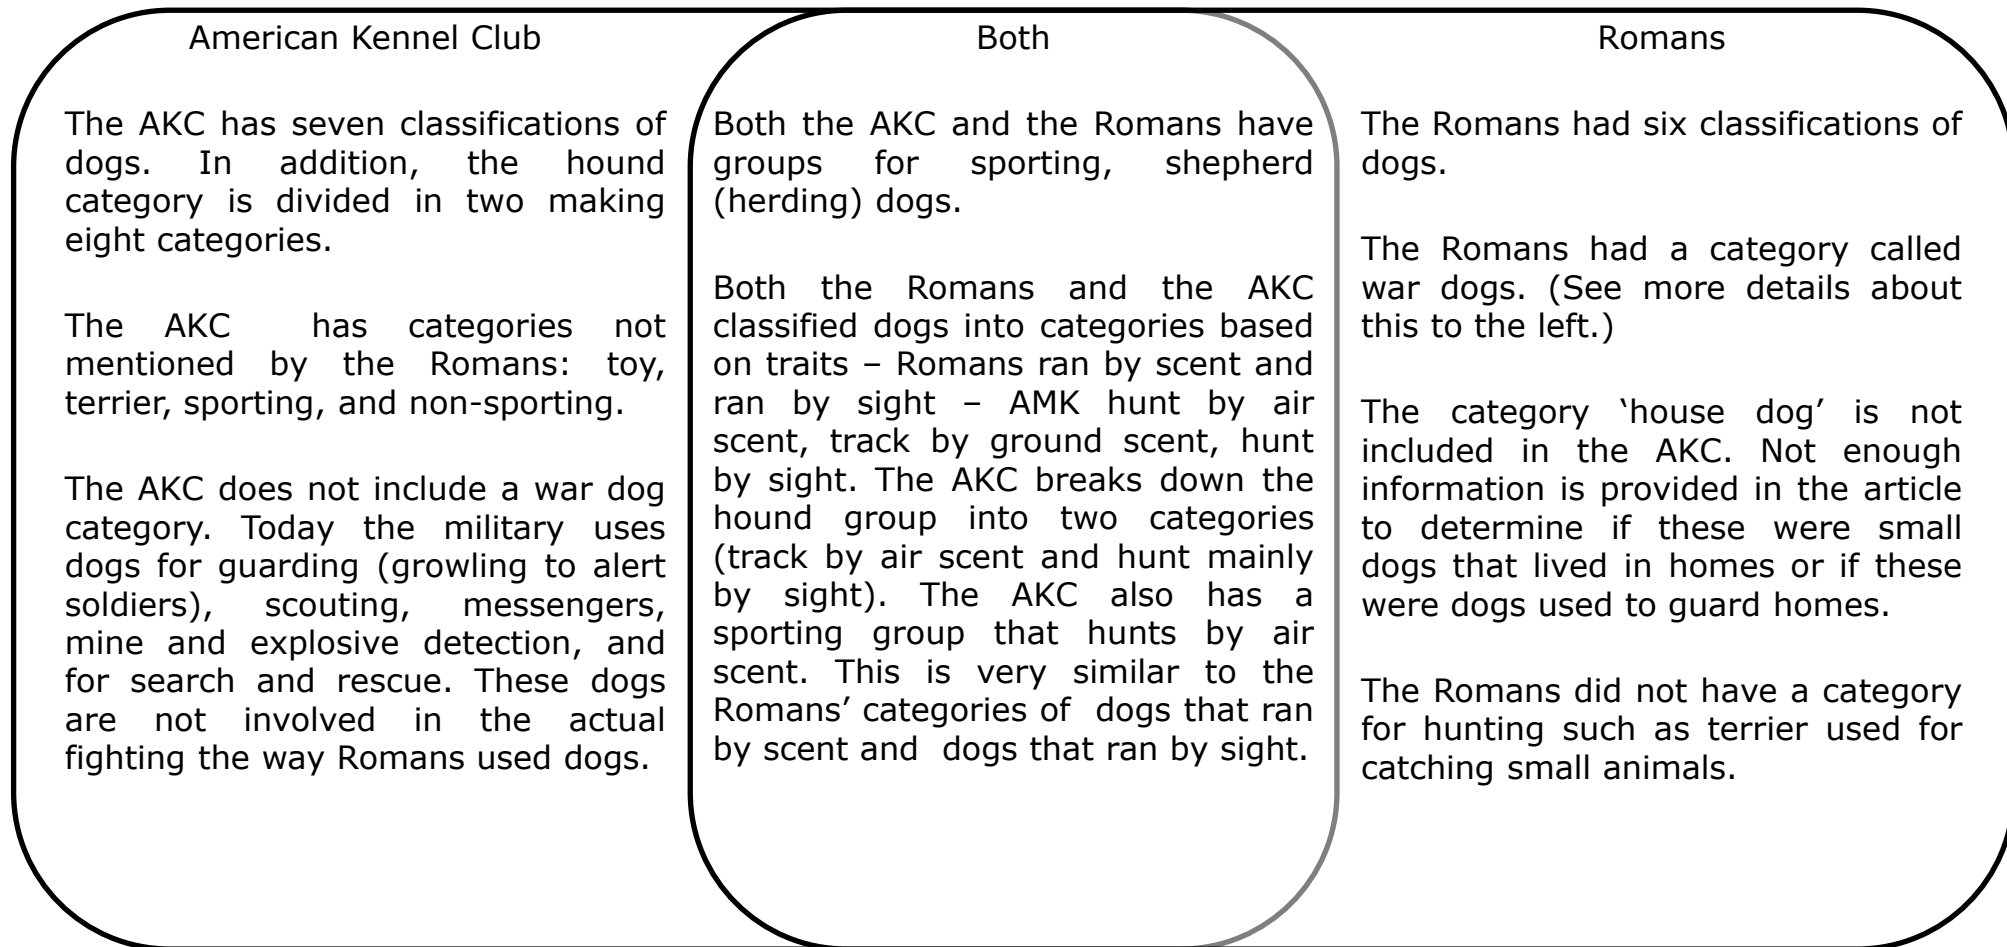 American Kennel Club
The AKC has seven classifications of
dogs. In addition, the hound
category is divided in two making
eight categories.
The AKC has categories not
mentioned by the Romans: toy,
terrier, sporting, and non-sporting.
The AKC does not include a war dog
category. Today the military uses
dogs for guarding (growling to alert
soldiers), scouting, messengers,
mine and explosive detection, and
for search and rescue. These dogs
are not involved in the actual
fighting the way Romans used dogs.
Both
Both the AKC and the Romans have
groups for sporting, shepherd
(herding) dogs.
Both the Romans and the AKC
classified dogs into categories based
on traits – Romans ran by scent and
ran by sight – AMK hunt by air
scent, track by ground scent, hunt
by sight. The AKC breaks down the
hound group into two categories
(track by air scent and hunt mainly
by sight). The AKC also has a
sporting group that hunts by air
scent. This is very similar to the
Romans’ categories of dogs that ran
by scent and dogs that ran by sight.
Romans
The Romans had six classifications of
dogs.
The Romans had a category called
war dogs. (See more details about
this to the left.)
The category ‘house dog’ is not
included in the AKC. Not enough
information is provided in the article
to determine if these were small
dogs that lived in homes or if these
were dogs used to guard homes.
The Romans did not have a category
for hunting such as terrier used for
catching small animals.